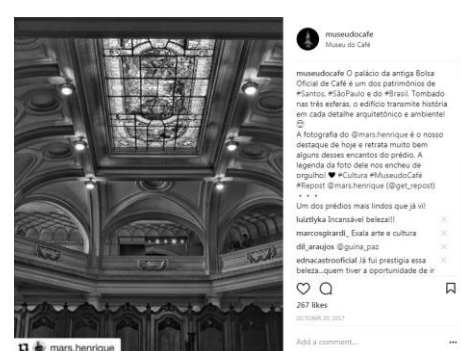 museudocafe
Museu do Café
museudocafe O palácio da antiga Bolsa
Oficial de Café é um dos patrimônios de
#Santos, #SãoPaulo e do #Brasil. Tombado
nas três esferas, o edifício transmite história
em cada detalhe arquitetônico e ambiente!
A fotografia do @mars.henrique é o nosso
destaque de hoje e retrata muito bem
alguns desses encantos do prédio. A
legenda da foto dele nos encheu de
orgulho! ♥ #Cultura #MuseudoCafé
#Repost @mars.henrique (@get_repost)
・・・
Um dos prédios mais lindos que já vi!
luiztlyka Incansável beleza!!!
marcosgirardi_ Exala arte e cultura
dil_araujos @guina_paz
ednacastrooficial Já fui prestigia essa
beleza...quem tiver a oportunidade de ir
267 likes
OCTOBER 20, 2017
Add a comment...
mars.henrique